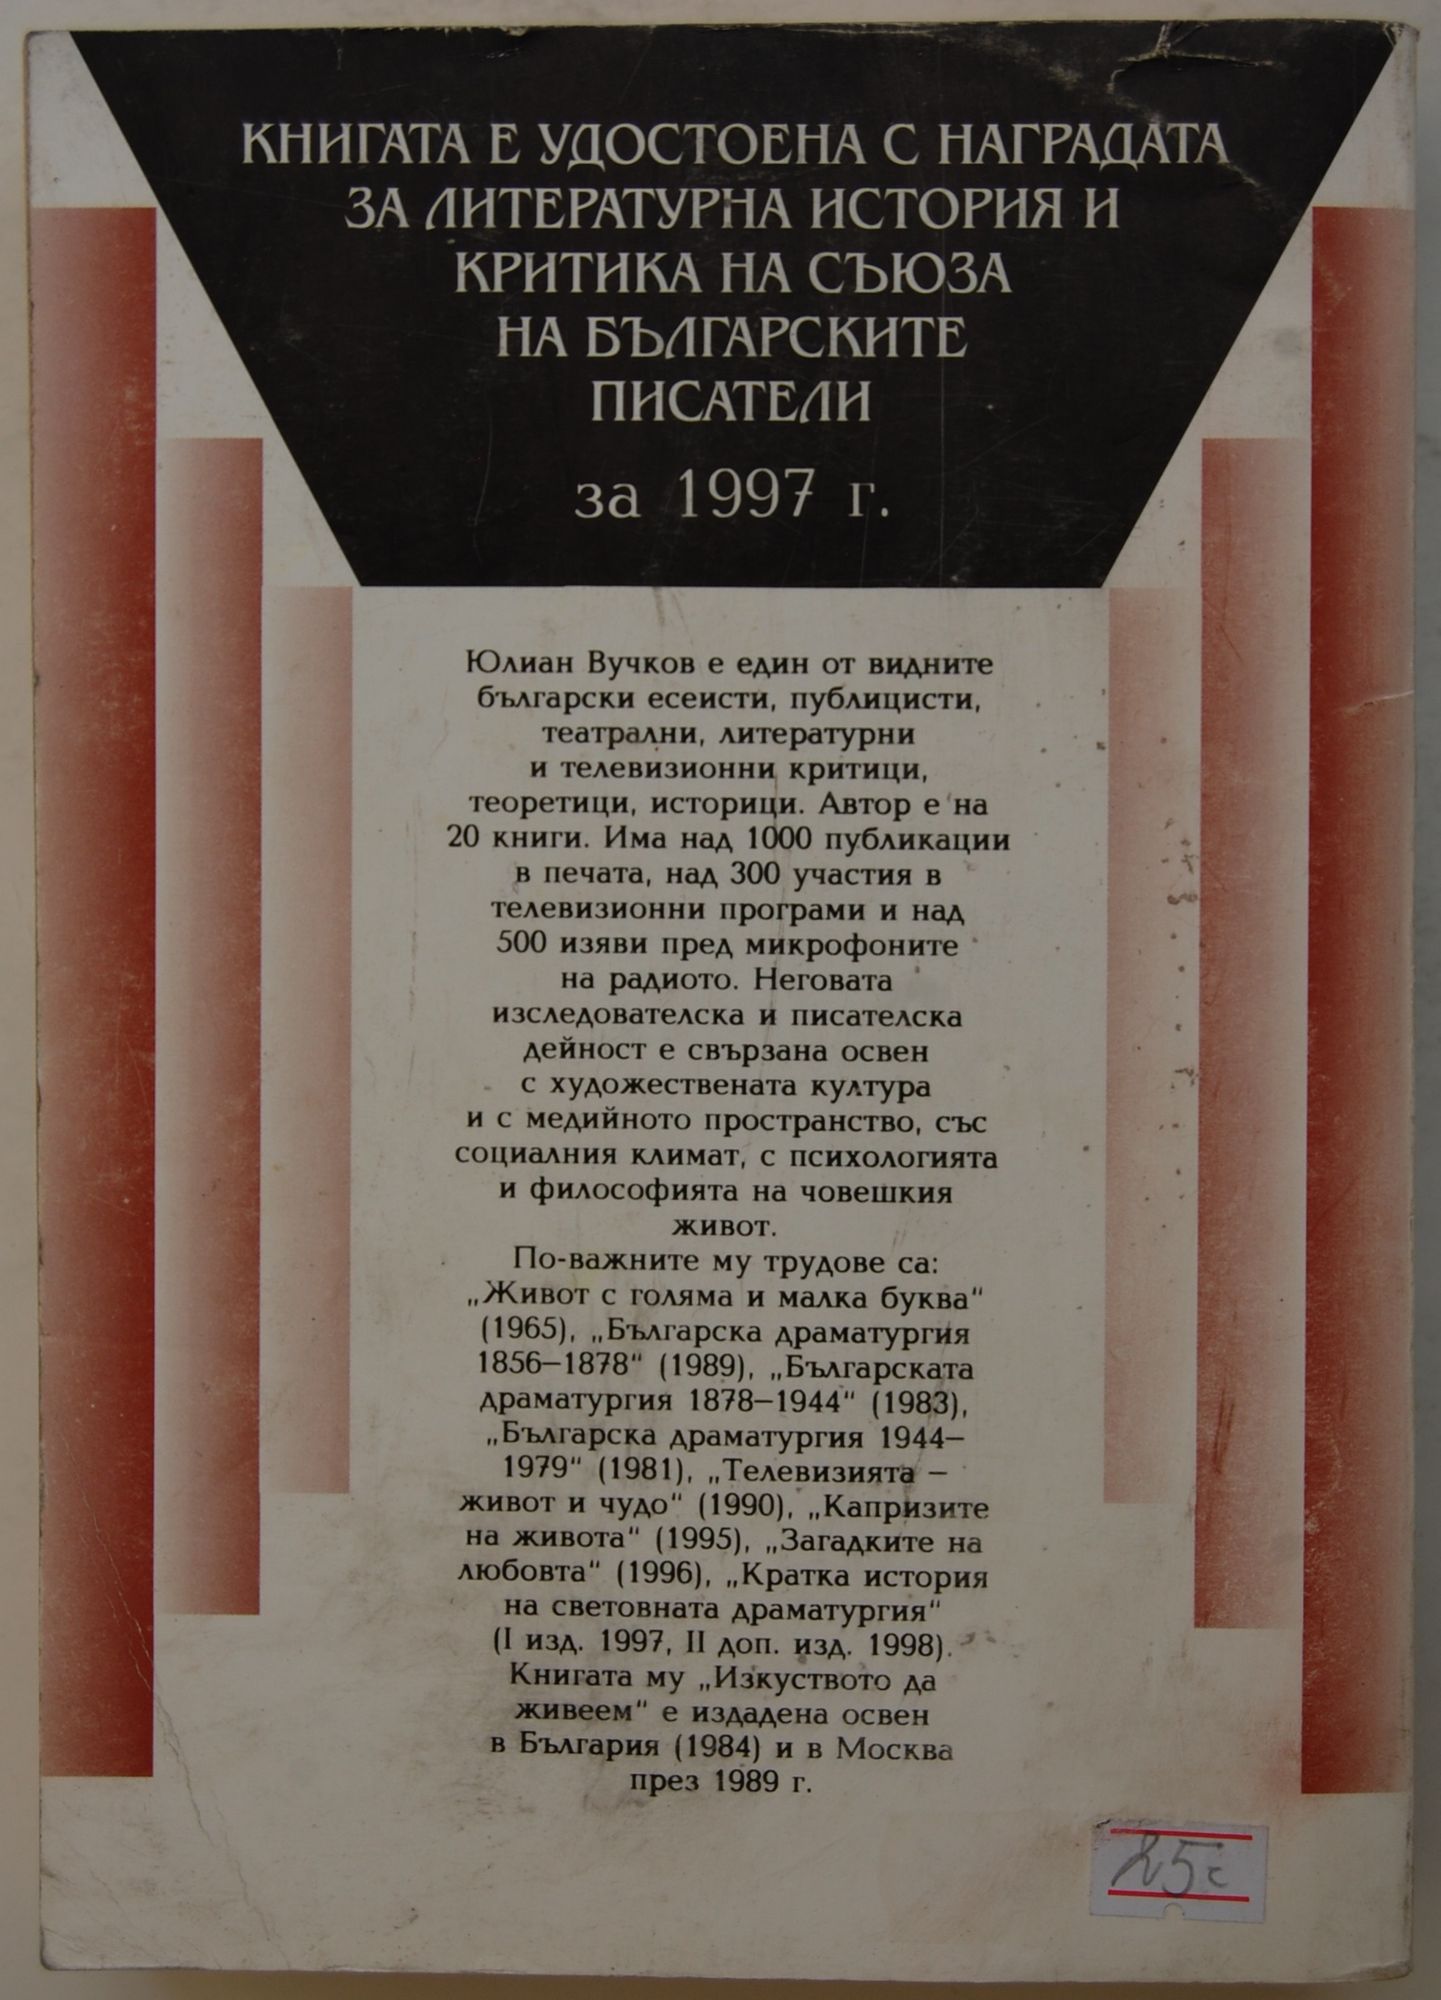 КНИГАТА Е УДОСТОЕНА С НАГРАДАТА
ЗА ЛИТЕРАТУРНА ИСТОРИЯ И
КРИТИКА НА СЪЮЗА
НА БЪЛГАРСКИТЕ
ПИСАТЕЛИ
за 1997 г.
Юлиан Вучков е един от видните
български есеисти, публицисти,
театрални, литературни
и телевизионни критици,
теоретици, историци. Автор е на
20 книги. Има над 1000 публикации
в печата, над 300 участия в
телевизионни програми и над
500 изяви пред микрофоните
на радиото. Неговата
изследователска и писателска
дейност е свързана освен
с художествената култура
и с медийното пространство, със
социалния климат, с психологията
и философията на човешкия
живот.
По-важните му трудове са:
„Живот с голяма и малка буква“
(1965), „Българска драматургия
1856–1878“ (1989), „Българската
драматургия 1878–1944“ (1983),
„Българска драматургия 1944–
1979“ (1981), „Телевизията –
живот и чудо“ (1990), „Капризите
на живота“ (1995), „Загадките на
любовта“ (1996), „Кратка история
на световната драматургия“
(I изд. 1997, II доп. изд. 1998).
Книгата му „Изкуството да
живеем“ е издадена освен
в България (1984) и в Москва
през 1989 г.
25с